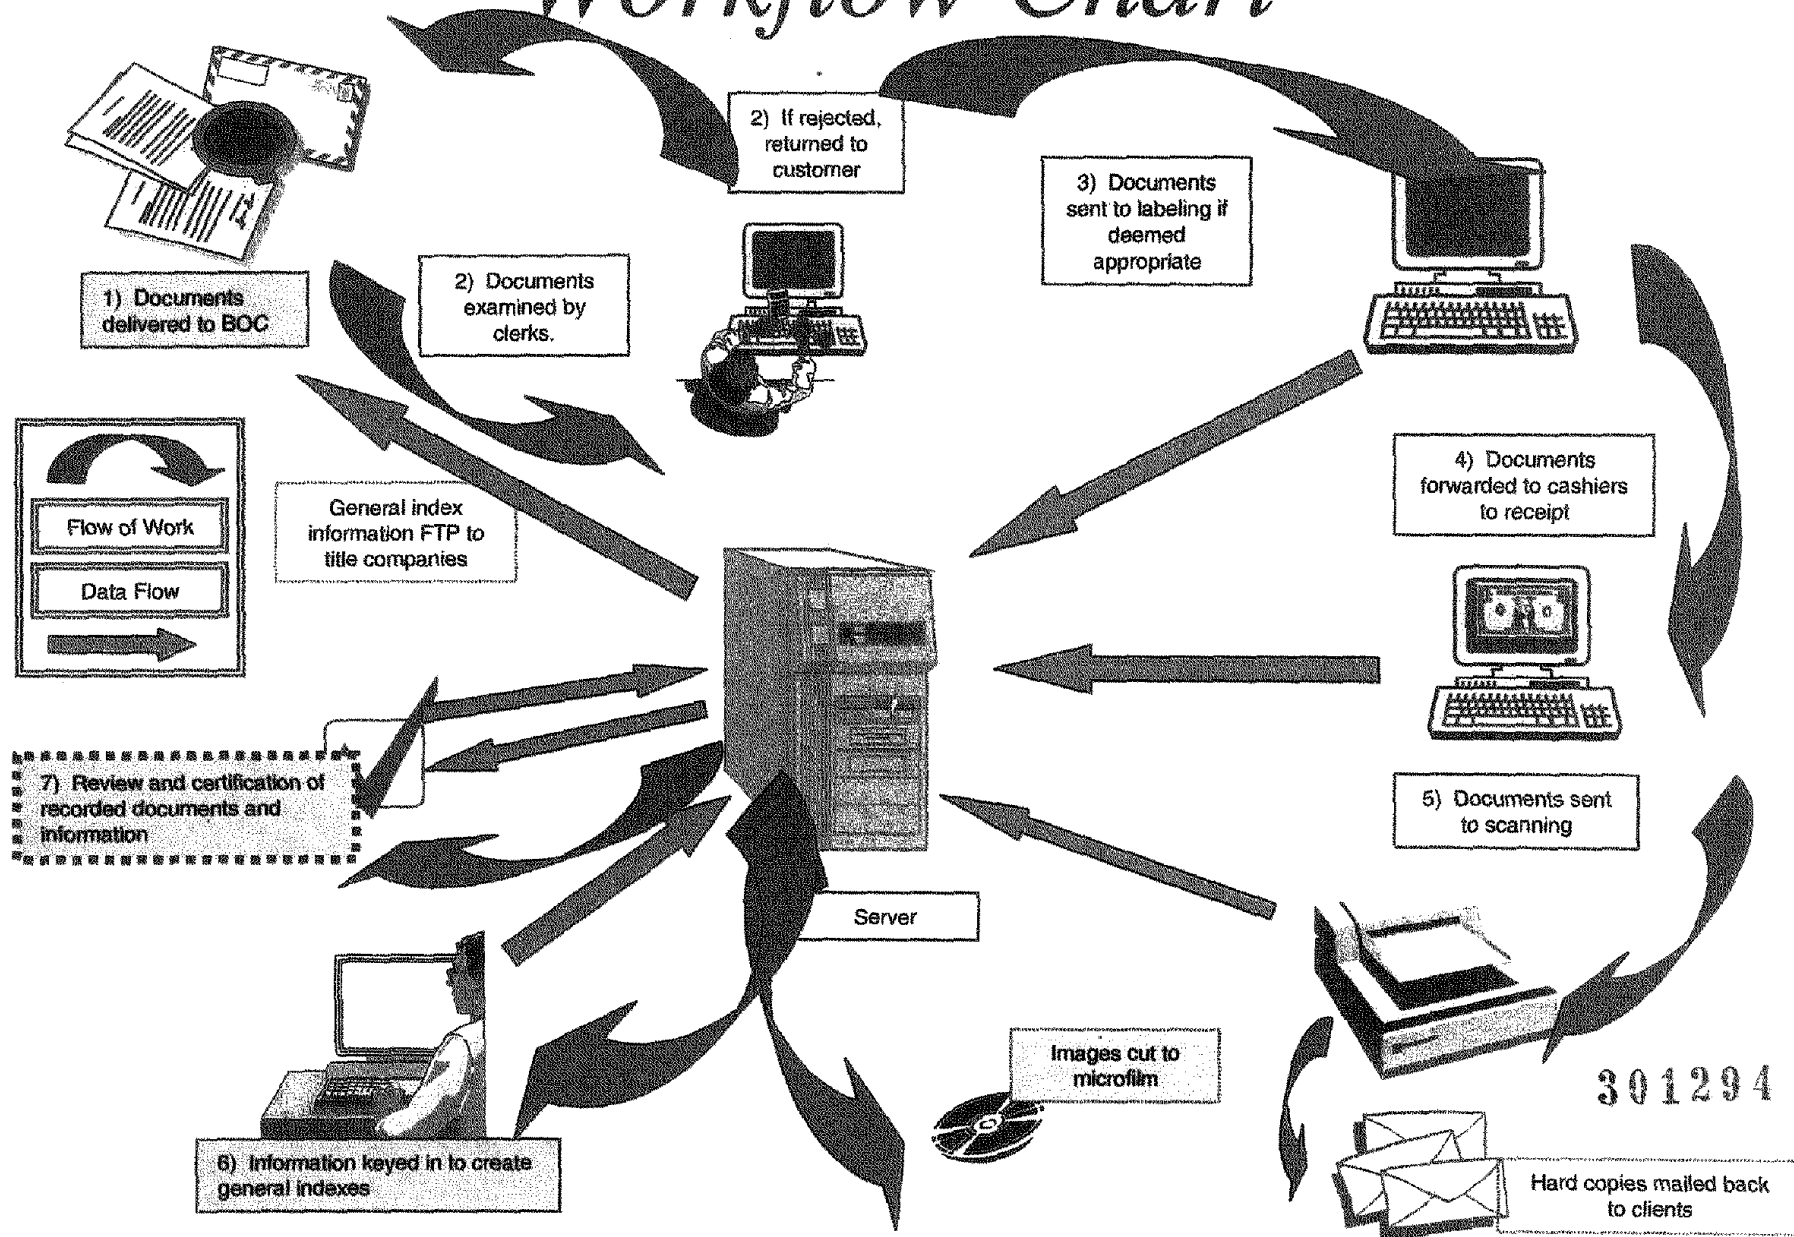 Workflow Chart
2) If rejected,
returned to
customer
3) Documents
sent to labeling if
deemed
appropriate
1) Documents
delivered to BOC
2) Documents
examined by
clerks.
Flow of Work
Data Flow
General index
information FTP to
title companies
4) Documents
forwarded to cashiers
to receipt
7) Review and certification of
recorded documents and
information
5) Documents sent
to scanning
Server
Images cut to
microfilm
301294
6) Information keyed in to create
general indexes
Hard copies mailed back
to clients